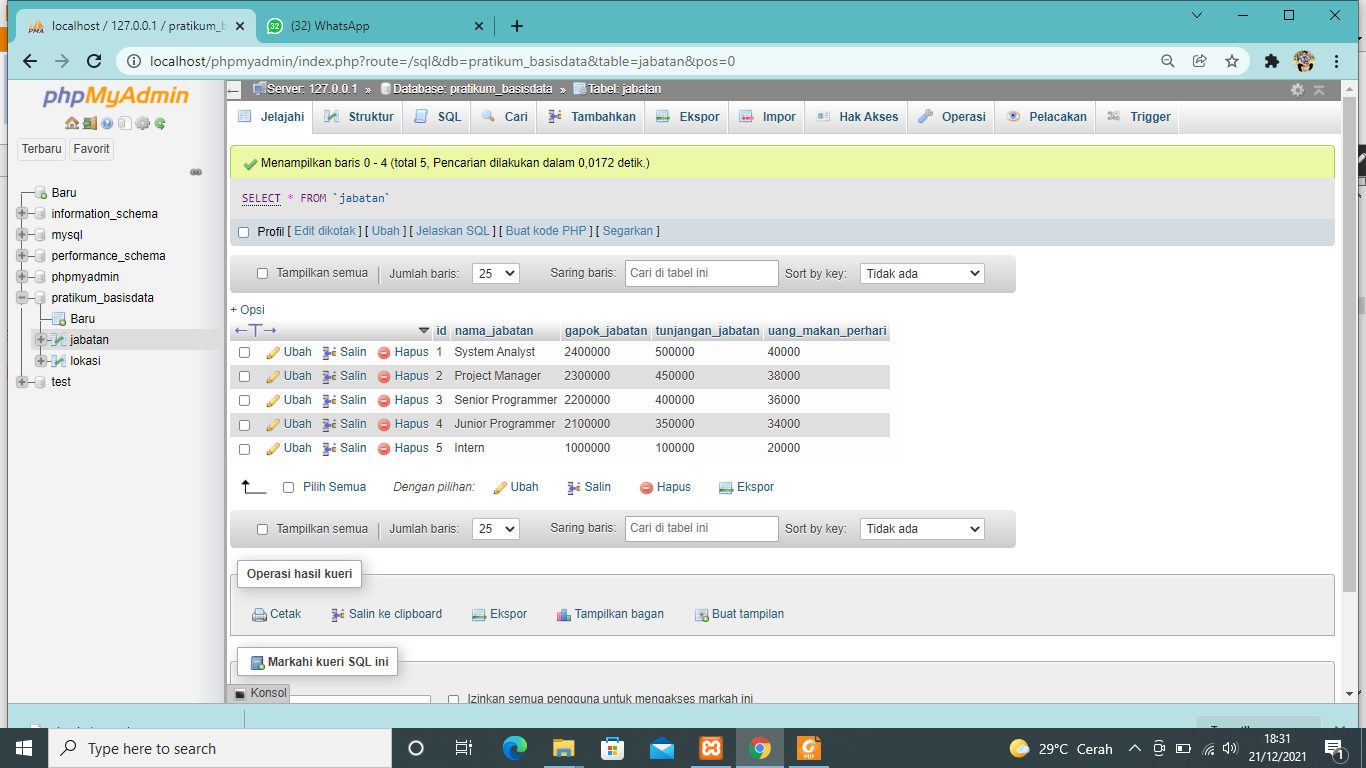 localhost / 127.0.0.1 / pratikum_b
(32) WhatsApp
localhost/phpmyadmin/index.php?route=/sql&db=pratikum_basisdata&table=jabatan&pos=0
phpMyAdmin
Terbaru Favorit
Baru
information_schema
mysql
performance_schema
phpmyadmin
pratikum_basisdata
Baru
jabatan
lokasi
test
Server: 127.0.0.1 » Database: pratikum_basisdata » Tabel: jabatan
Jelajahi Struktur SQL Cari Tambahkan Ekspor Impor Hak Akses Operasi Pelacakan Trigger
Menampilkan baris 0 - 4 (total 5, Pencarian dilakukan dalam 0,0172 detik.)
SELECT * FROM `jabatan`
Profil [ Edit dikotak ] [ Ubah ] [ Jelaskan SQL ] [ Buat kode PHP ] [ Segarkan ]
Tampilkan semua Jumlah baris: 25 Saring baris: Cari di tabel ini Sort by key: Tidak ada
+ Opsi
←T→ id nama_jabatan gapok_jabatan tunjangan_jabatan uang_makan_perhari
Ubah Salin Hapus 1 System Analyst 2400000 500000 40000
Ubah Salin Hapus 2 Project Manager 2300000 450000 38000
Ubah Salin Hapus 3 Senior Programmer 2200000 400000 36000
Ubah Salin Hapus 4 Junior Programmer 2100000 350000 34000
Ubah Salin Hapus 5 Intern 1000000 100000 20000
Pilih Semua Dengan pilihan: Ubah Salin Hapus Ekspor
Tampilkan semua Jumlah baris: 25 Saring baris: Cari di tabel ini Sort by key: Tidak ada
Operasi hasil kueri
Cetak Salin ke clipboard Ekspor Tampilkan bagan Buat tampilan
Markahi kueri SQL ini
Konsol
Izinkan semua pengguna untuk mengakses markah ini
Type here to search
32
PDF
29°C Cerah
18:31
21/12/2021
1